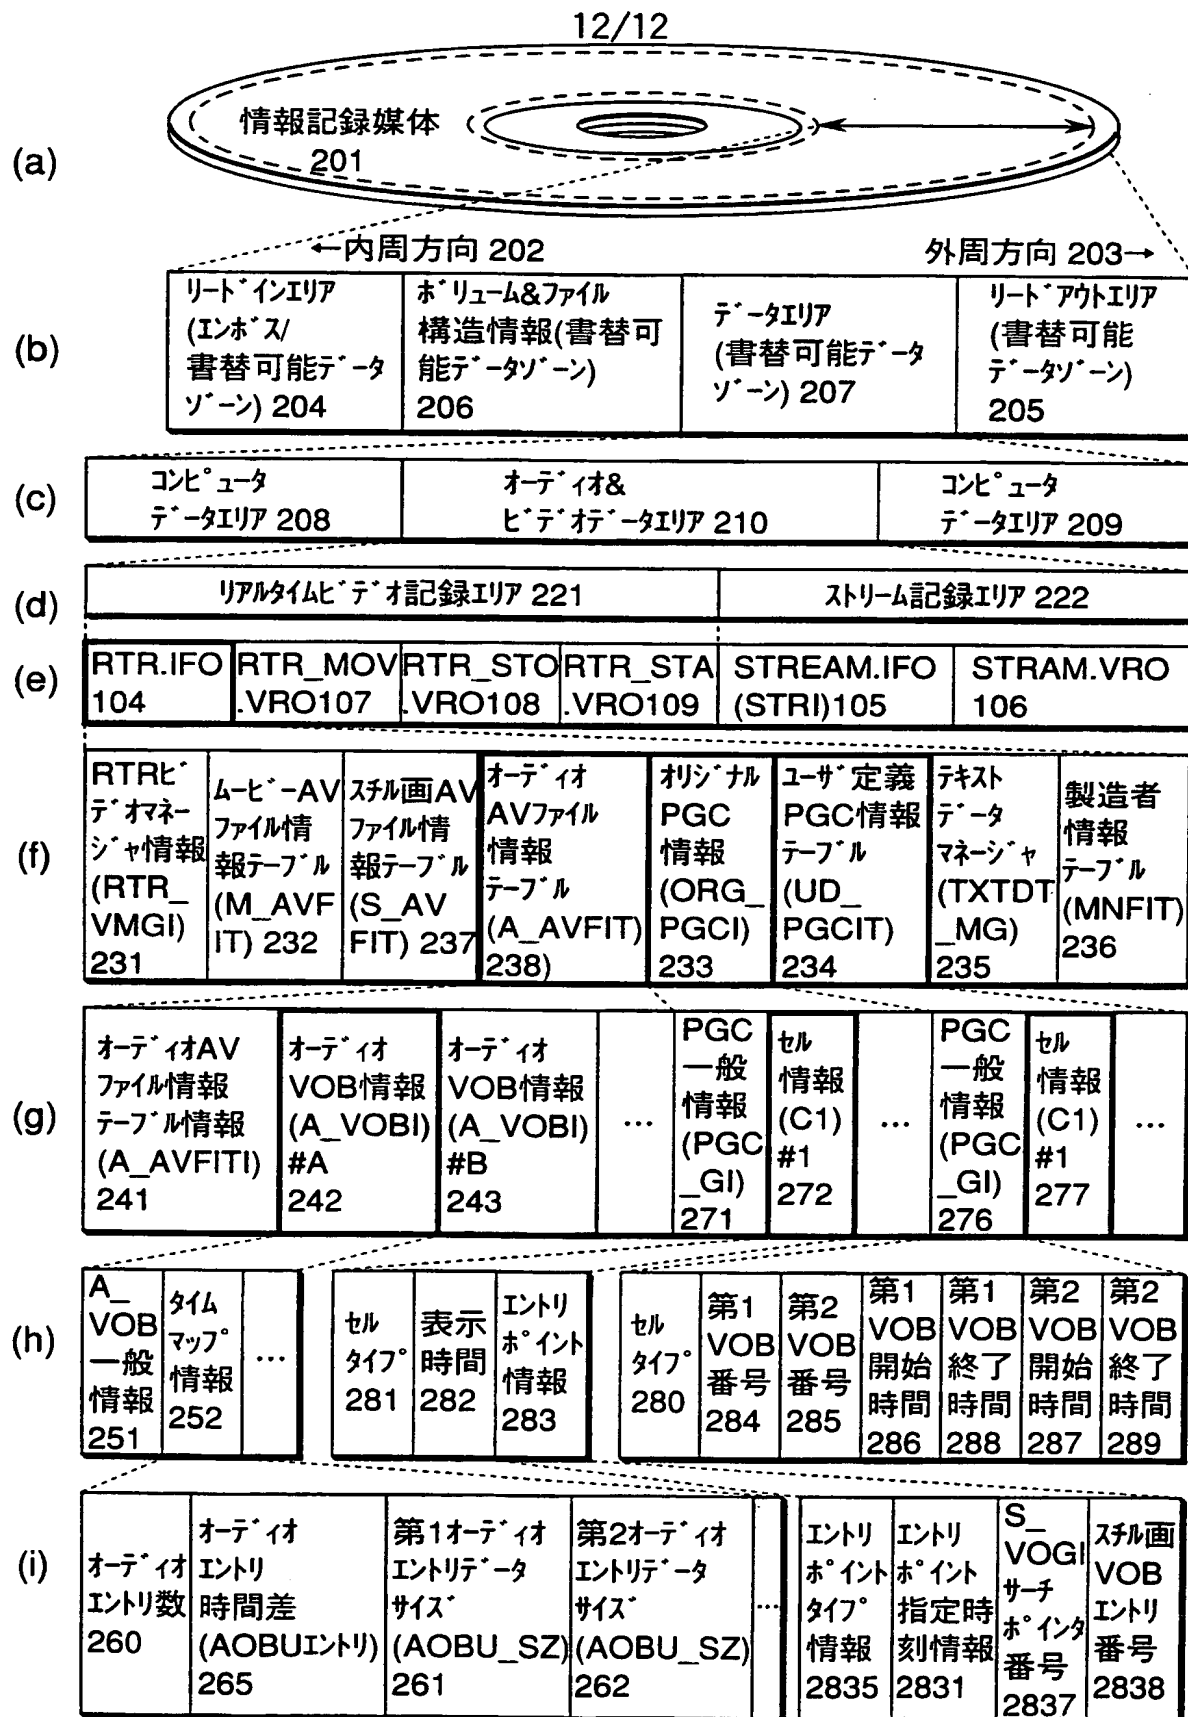 12/12
情報記録媒体
201
(a)
←内周方向 202
外周方向 203→
(b)
リードインエリア
(エンボス/
書替可能データ
ゾーン) 204
ボリューム&ファイル
構造情報(書替可
能データゾーン)
206
データエリア
(書替可能データ
ゾーン) 207
リードアウトエリア
(書替可能
データゾーン)
205
(c)
コンピュータ
データエリア 208
オーディオ&
ビデオデータエリア 210
コンピュータ
データエリア 209
(d)
リアルタイムビデオ記録エリア 221
ストリーム記録エリア 222
(e)
RTR.IFO
104
RTR_MOV
.VRO107
RTR_STO
.VRO108
RTR_STA
.VRO109
STREAM.IFO
(STRI)105
STRAM.VRO
106
(f)
RTRビ
デオマネー
ジャ情報
(RTR_
VMGI)
231
ムービーAV
ファイル情
報テーブル
(M_AVF
IT) 232
スチル画AV
ファイル情
報テーブル
(S_AV
FIT) 237
オーディオ
AVファイル
情報
テーブル
(A_AVFIT)
238)
オリジナル
PGC
情報
(ORG_
PGCI)
233
ユーザ定義
PGC情報
テーブル
(UD_
PGCIT)
234
テキスト
データ
マネージャ
(TXTDT
_MG)
235
製造者
情報
テーブル
(MNFIT)
236
(g)
オーディオAV
ファイル情報
テーブル情報
(A_AVFITI)
241
オーディオ
VOB情報
(A_VOBI)
#A
242
オーディオ
VOB情報
(A_VOBI)
#B
243
…
PGC
一般
情報
(PGC
_GI)
271
セル
情報
(C1)
#1
272
…
PGC
一般
情報
(PGC
_GI)
276
セル
情報
(C1)
#1
277
…
(h)
A_
VOB
一般
情報
251
タイム
マップ
情報
252
…
セル
タイプ
281
表示
時間
282
エントリ
ポイント
情報
283
セル
タイプ
280
第1
VOB
番号
284
第2
VOB
番号
285
第1
VOB
開始
時間
286
第1
VOB
終了
時間
288
第2
VOB
開始
時間
287
第2
VOB
終了
時間
289
(i)
オーディオ
エントリ数
260
オーディオ
エントリ
時間差
(AOBUエントリ)
265
第1オーディオ
エントリデータ
サイズ
(AOBU_SZ)
261
第2オーディオ
エントリデータ
サイズ
(AOBU_SZ)
262
…
エントリ
ポイント
タイプ
情報
2835
エントリ
ポイント
指定時
刻情報
2831
S_
VOGI
サーチ
ポインタ
番号
2837
スチル画
VOB
エントリ
番号
2838